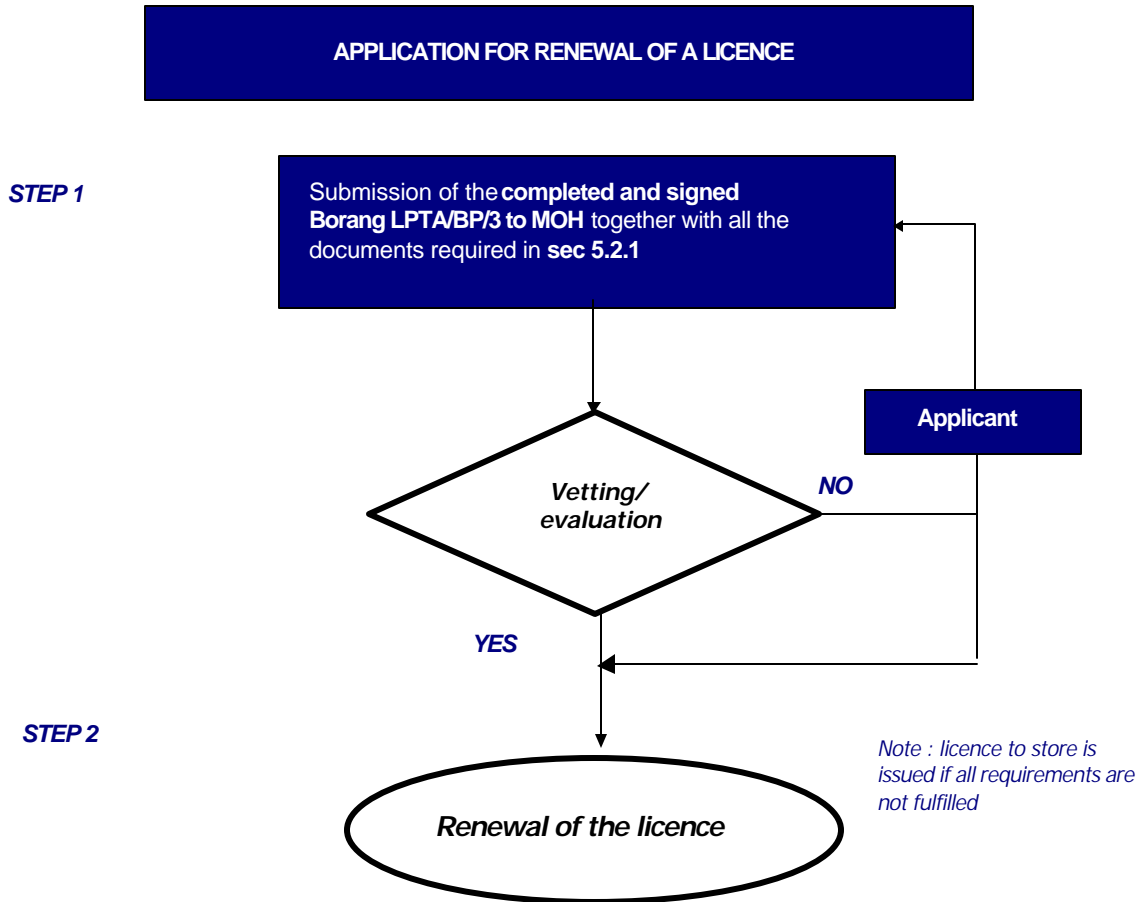 APPLICATION FOR RENEWAL OF A LICENCE
STEP 1
Submission of the completed and signed
Borang LPTA/BP/3 to MOH together with all the
documents required in sec 5.2.1
Applicant
Vetting/
evaluation
NO
YES
STEP 2
Note : licence to store is
issued if all requirements are
not fulfilled
Renewal of the licence